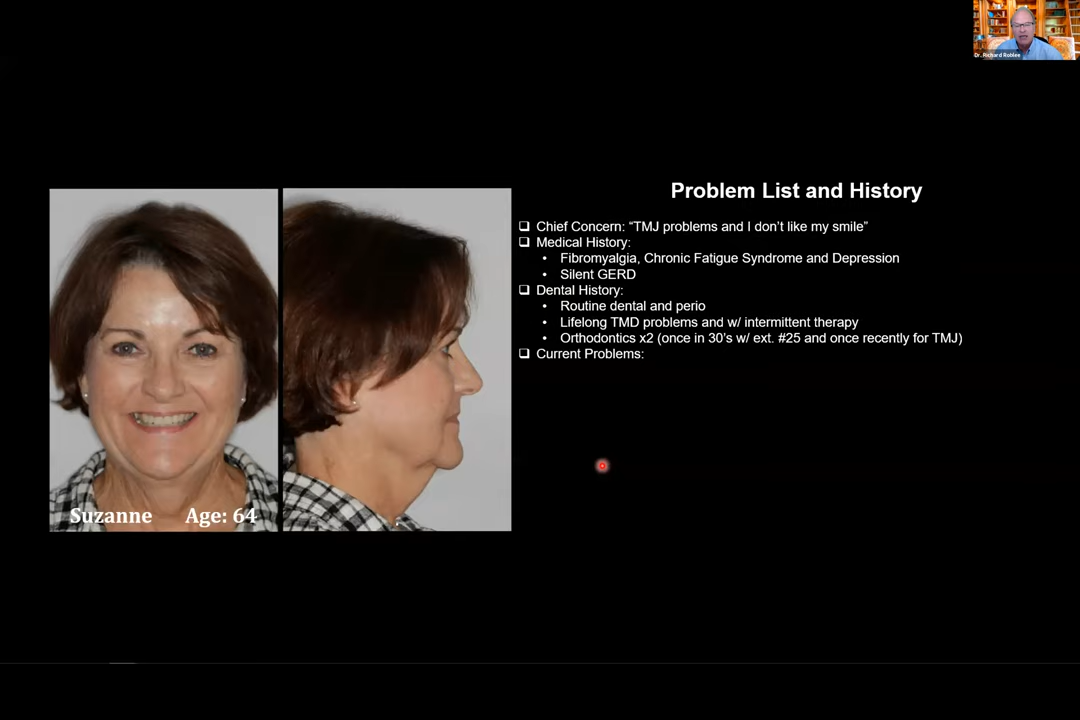 Dr. Richard Roblee
Problem List and History
❑ Chief Concern: “TMJ problems and I don’t like my smile”
❑ Medical History:
• Fibromyalgia, Chronic Fatigue Syndrome and Depression
• Silent GERD
❑ Dental History:
• Routine dental and perio
• Lifelong TMD problems and w/ intermittent therapy
• Orthodontics x2 (once in 30’s w/ ext. #25 and once recently for TMJ)
❑ Current Problems:
Suzanne Age: 64